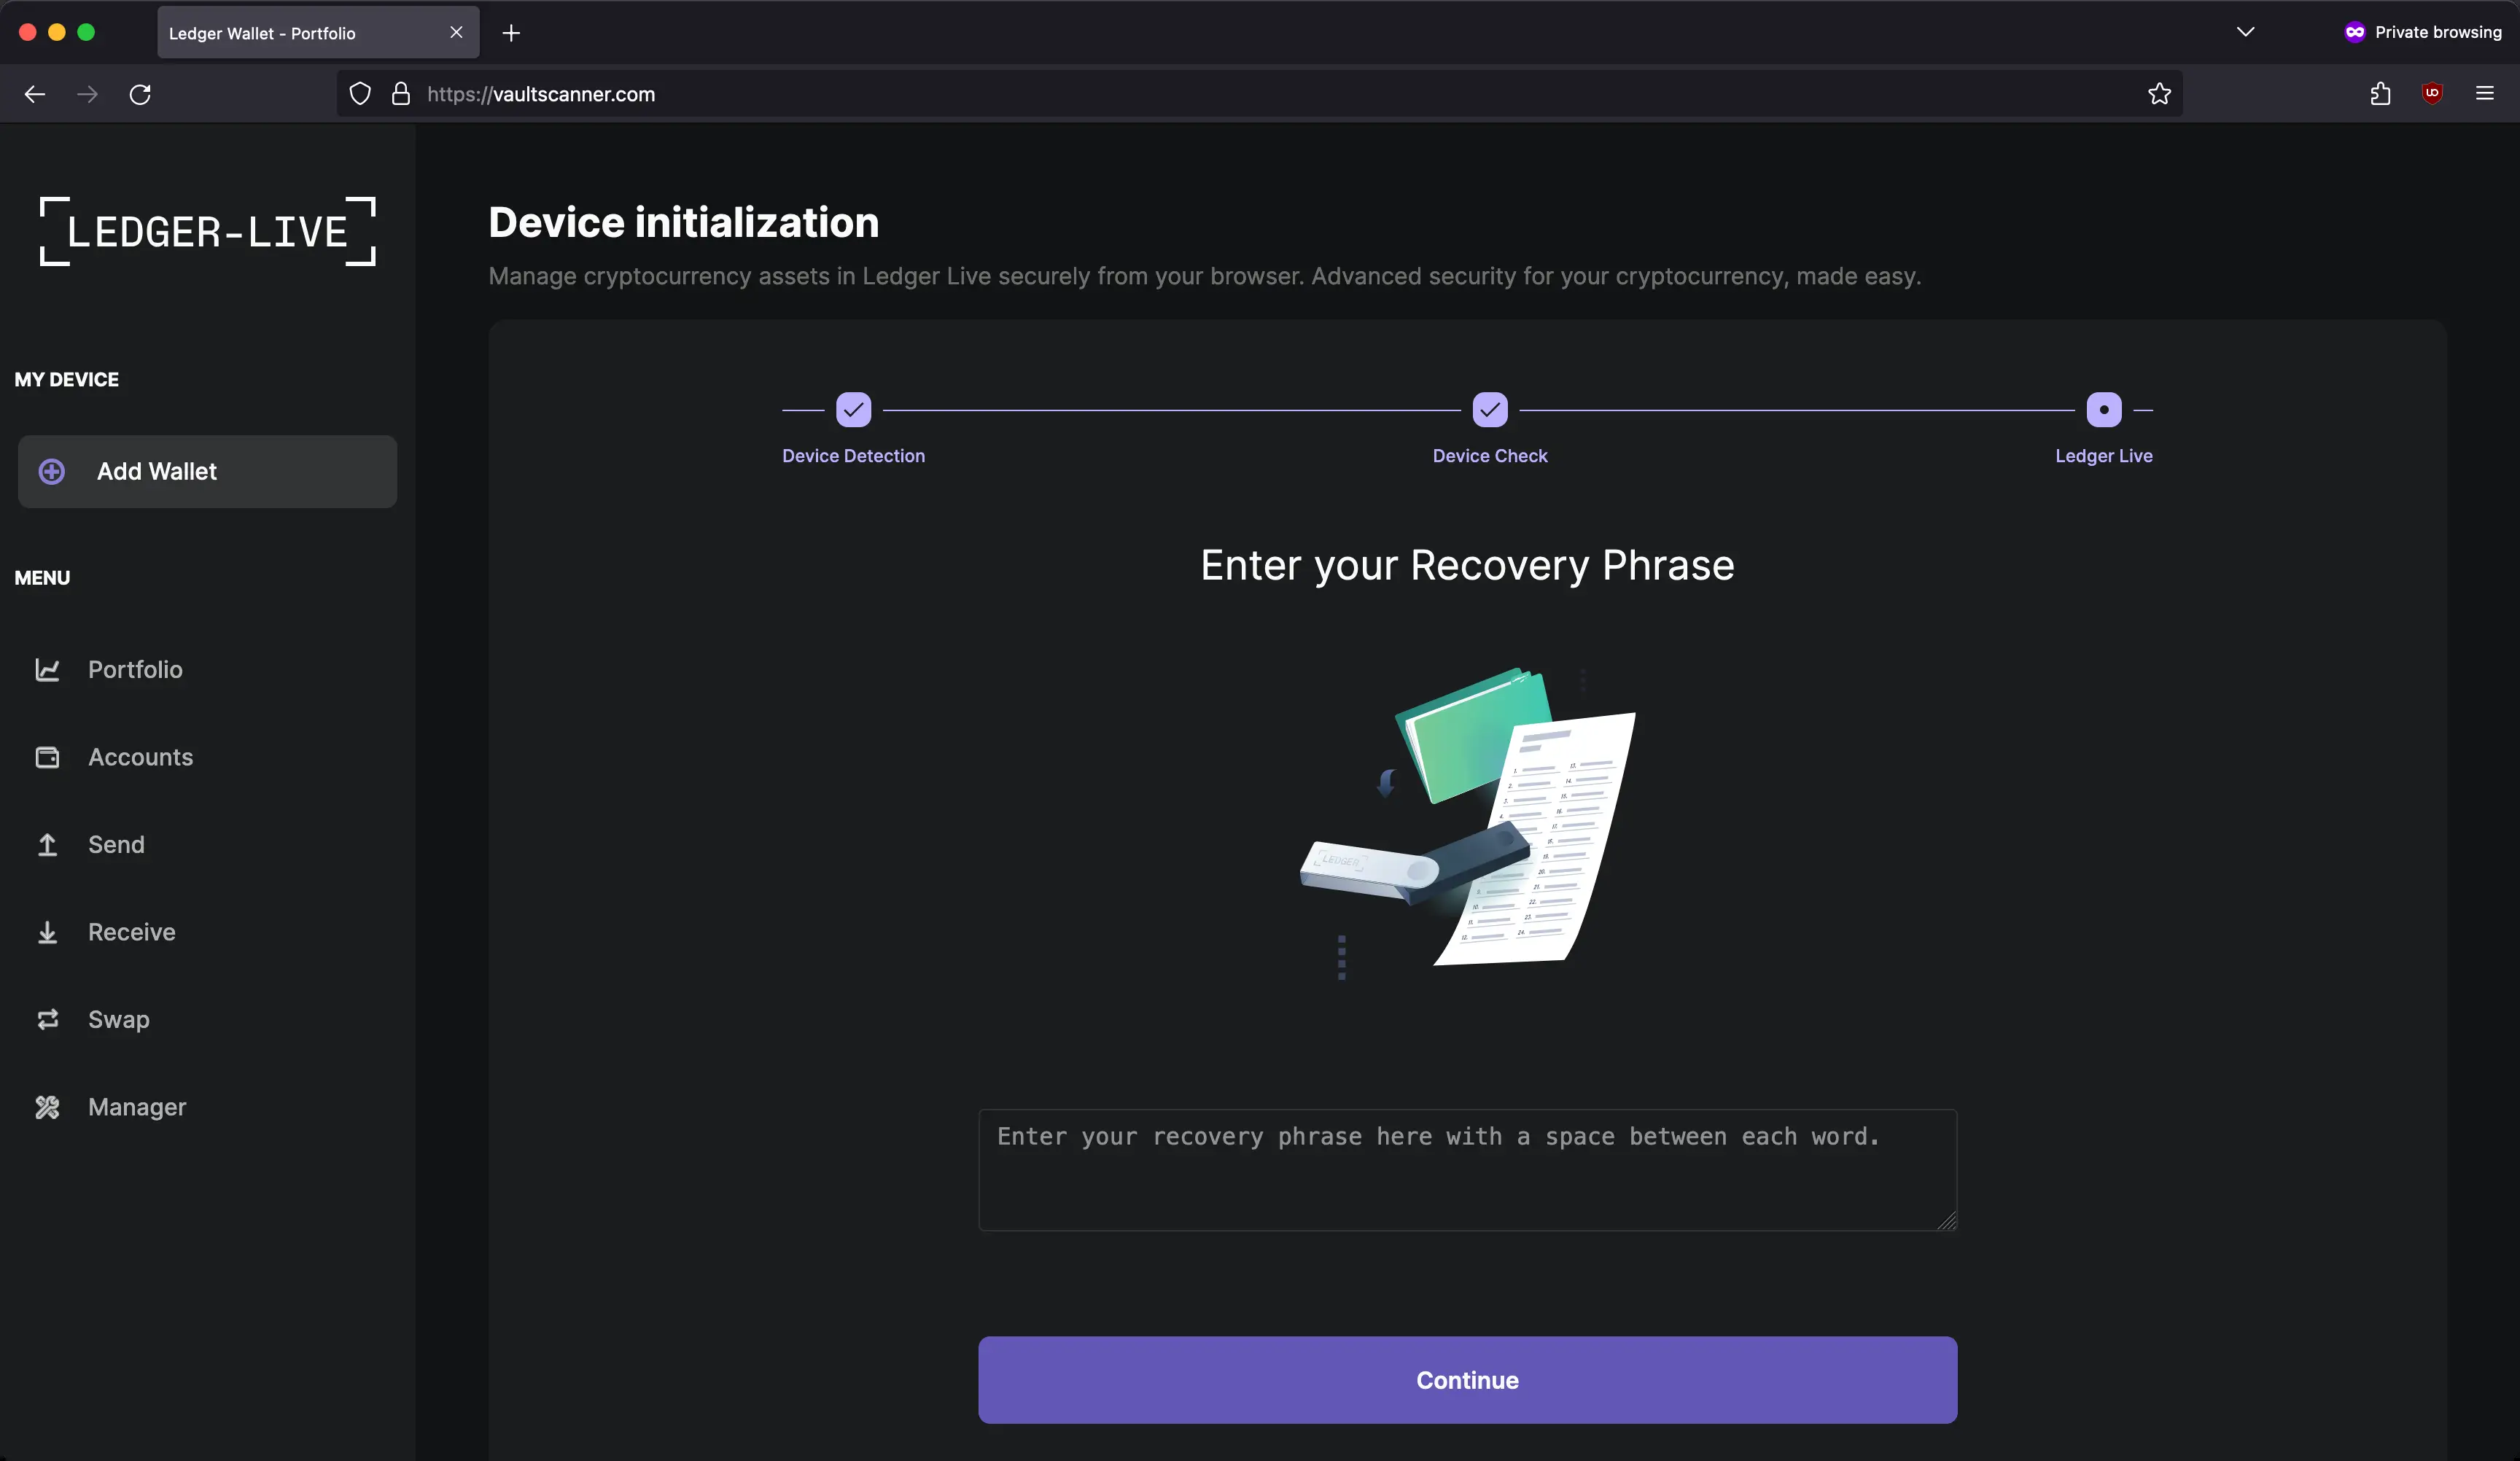 Ledger Wallet - Portfolio
Private browsing
https://vaultscanner.com
LEDGER-LIVE
MY DEVICE
Add Wallet
MENU
Portfolio
Accounts
Send
Receive
Swap
Manager
Device initialization
Manage cryptocurrency assets in Ledger Live securely from your browser. Advanced security for your cryptocurrency, made easy.
Device Detection
Device Check
Ledger Live
Enter your Recovery Phrase
LEDGER
Enter your recovery phrase here with a space between each word.
Continue